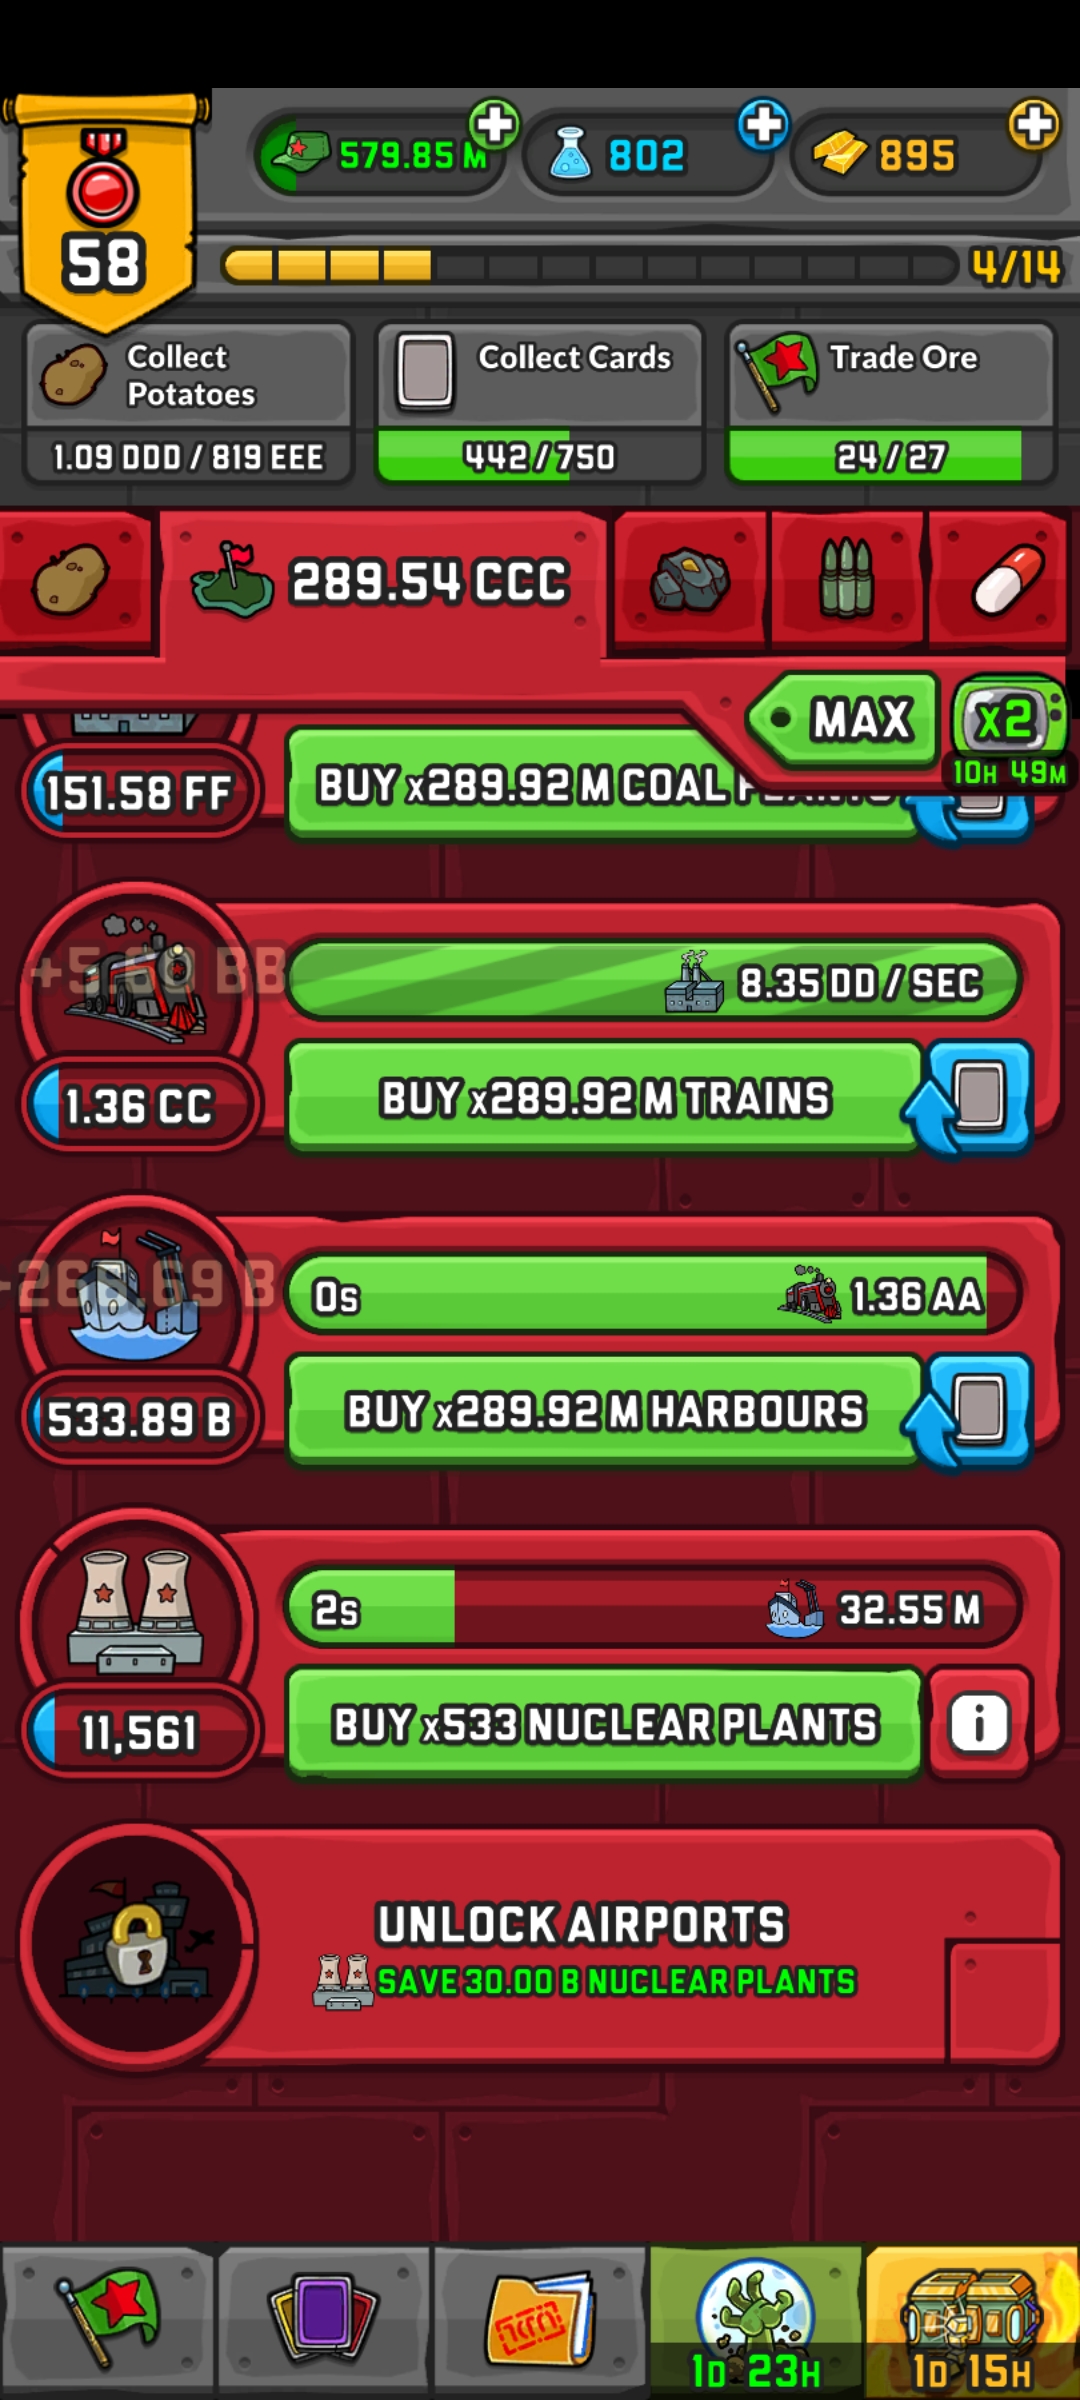 579.85 M
802
895
58
4/14
Collect Potatoes
1.09 DDD / 819 EEE
Collect Cards
442 / 750
Trade Ore
24 / 27
289.54 CCC
MAX
x2
10H 49M
151.58 FF
BUY x289.92 M COAL PLANTS
BB
8.35 DD / SEC
1.36 CC
BUY x289.92 M TRAINS
0s
1.36 AA
533.89 B
BUY x289.92 M HARBOURS
2s
32.55 M
11,561
BUY x533 NUCLEAR PLANTS
i
UNLOCK AIRPORTS
SAVE 30.00 B NUCLEAR PLANTS
1D 23H
1D 15H